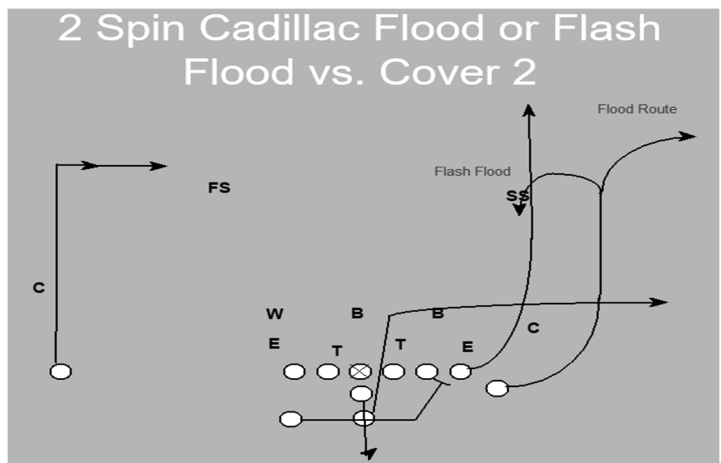 2 Spin Cadillac Flood or Flash
Flood vs. Cover 2
Flood Route
Flash Flood
FS
SS
C
W
B
B
C
E
T
T
E